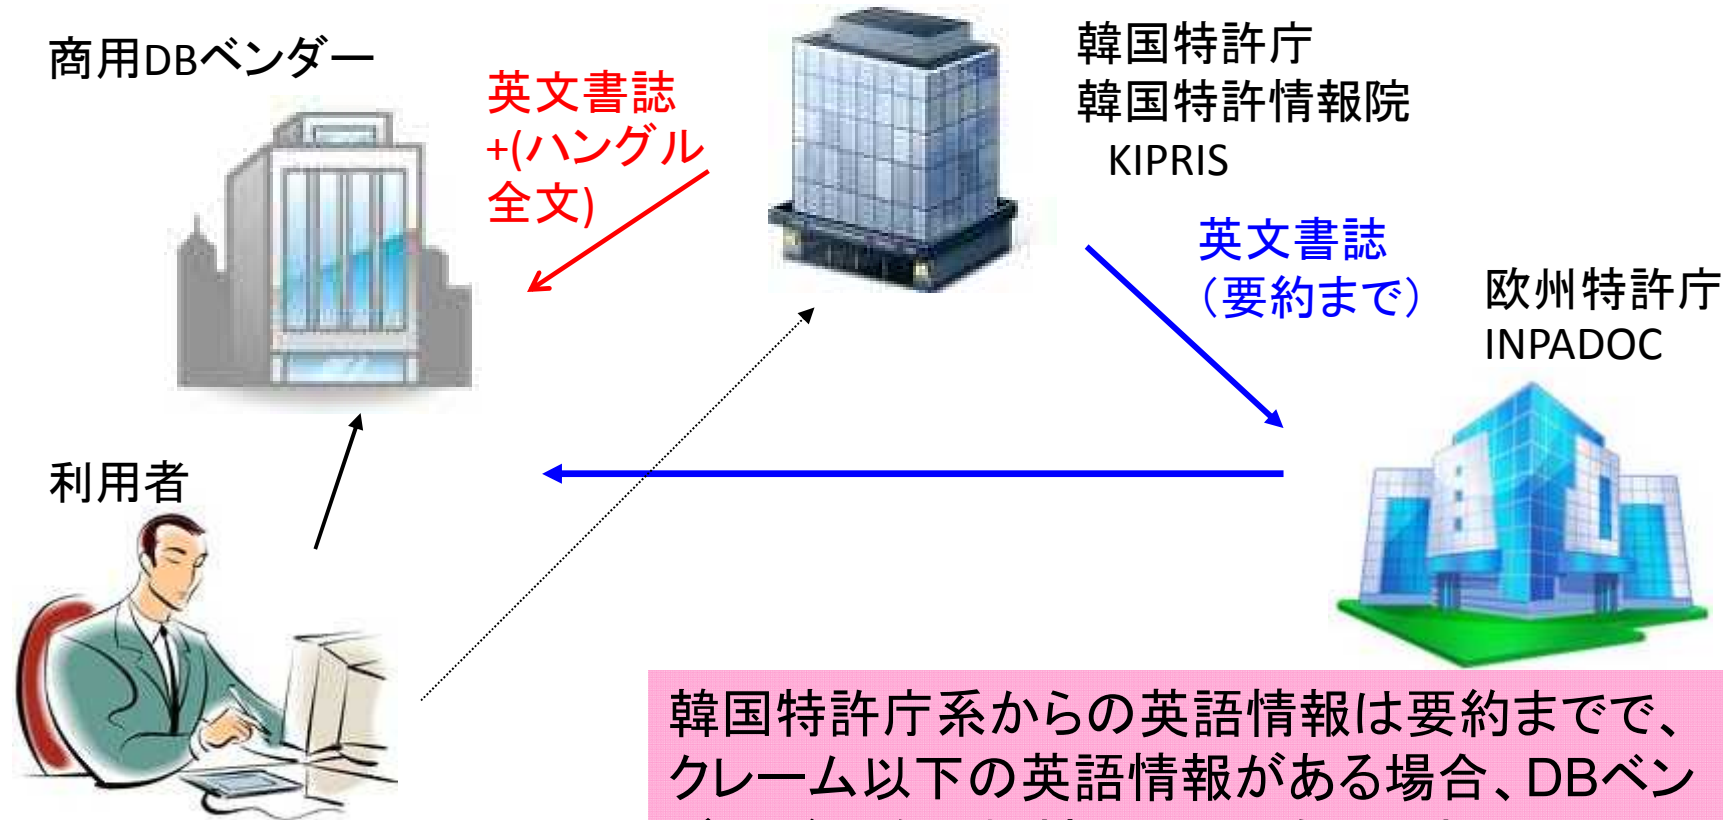 商用DBベンダー
英文書誌
+(ハングル
全文)
韓国特許庁
韓国特許情報院
KIPRIS
英文書誌
（要約まで）
欧州特許庁
INPADOC
利用者
韓国特許庁系からの英語情報は要約までで、
クレーム以下の英語情報がある場合、DBベン